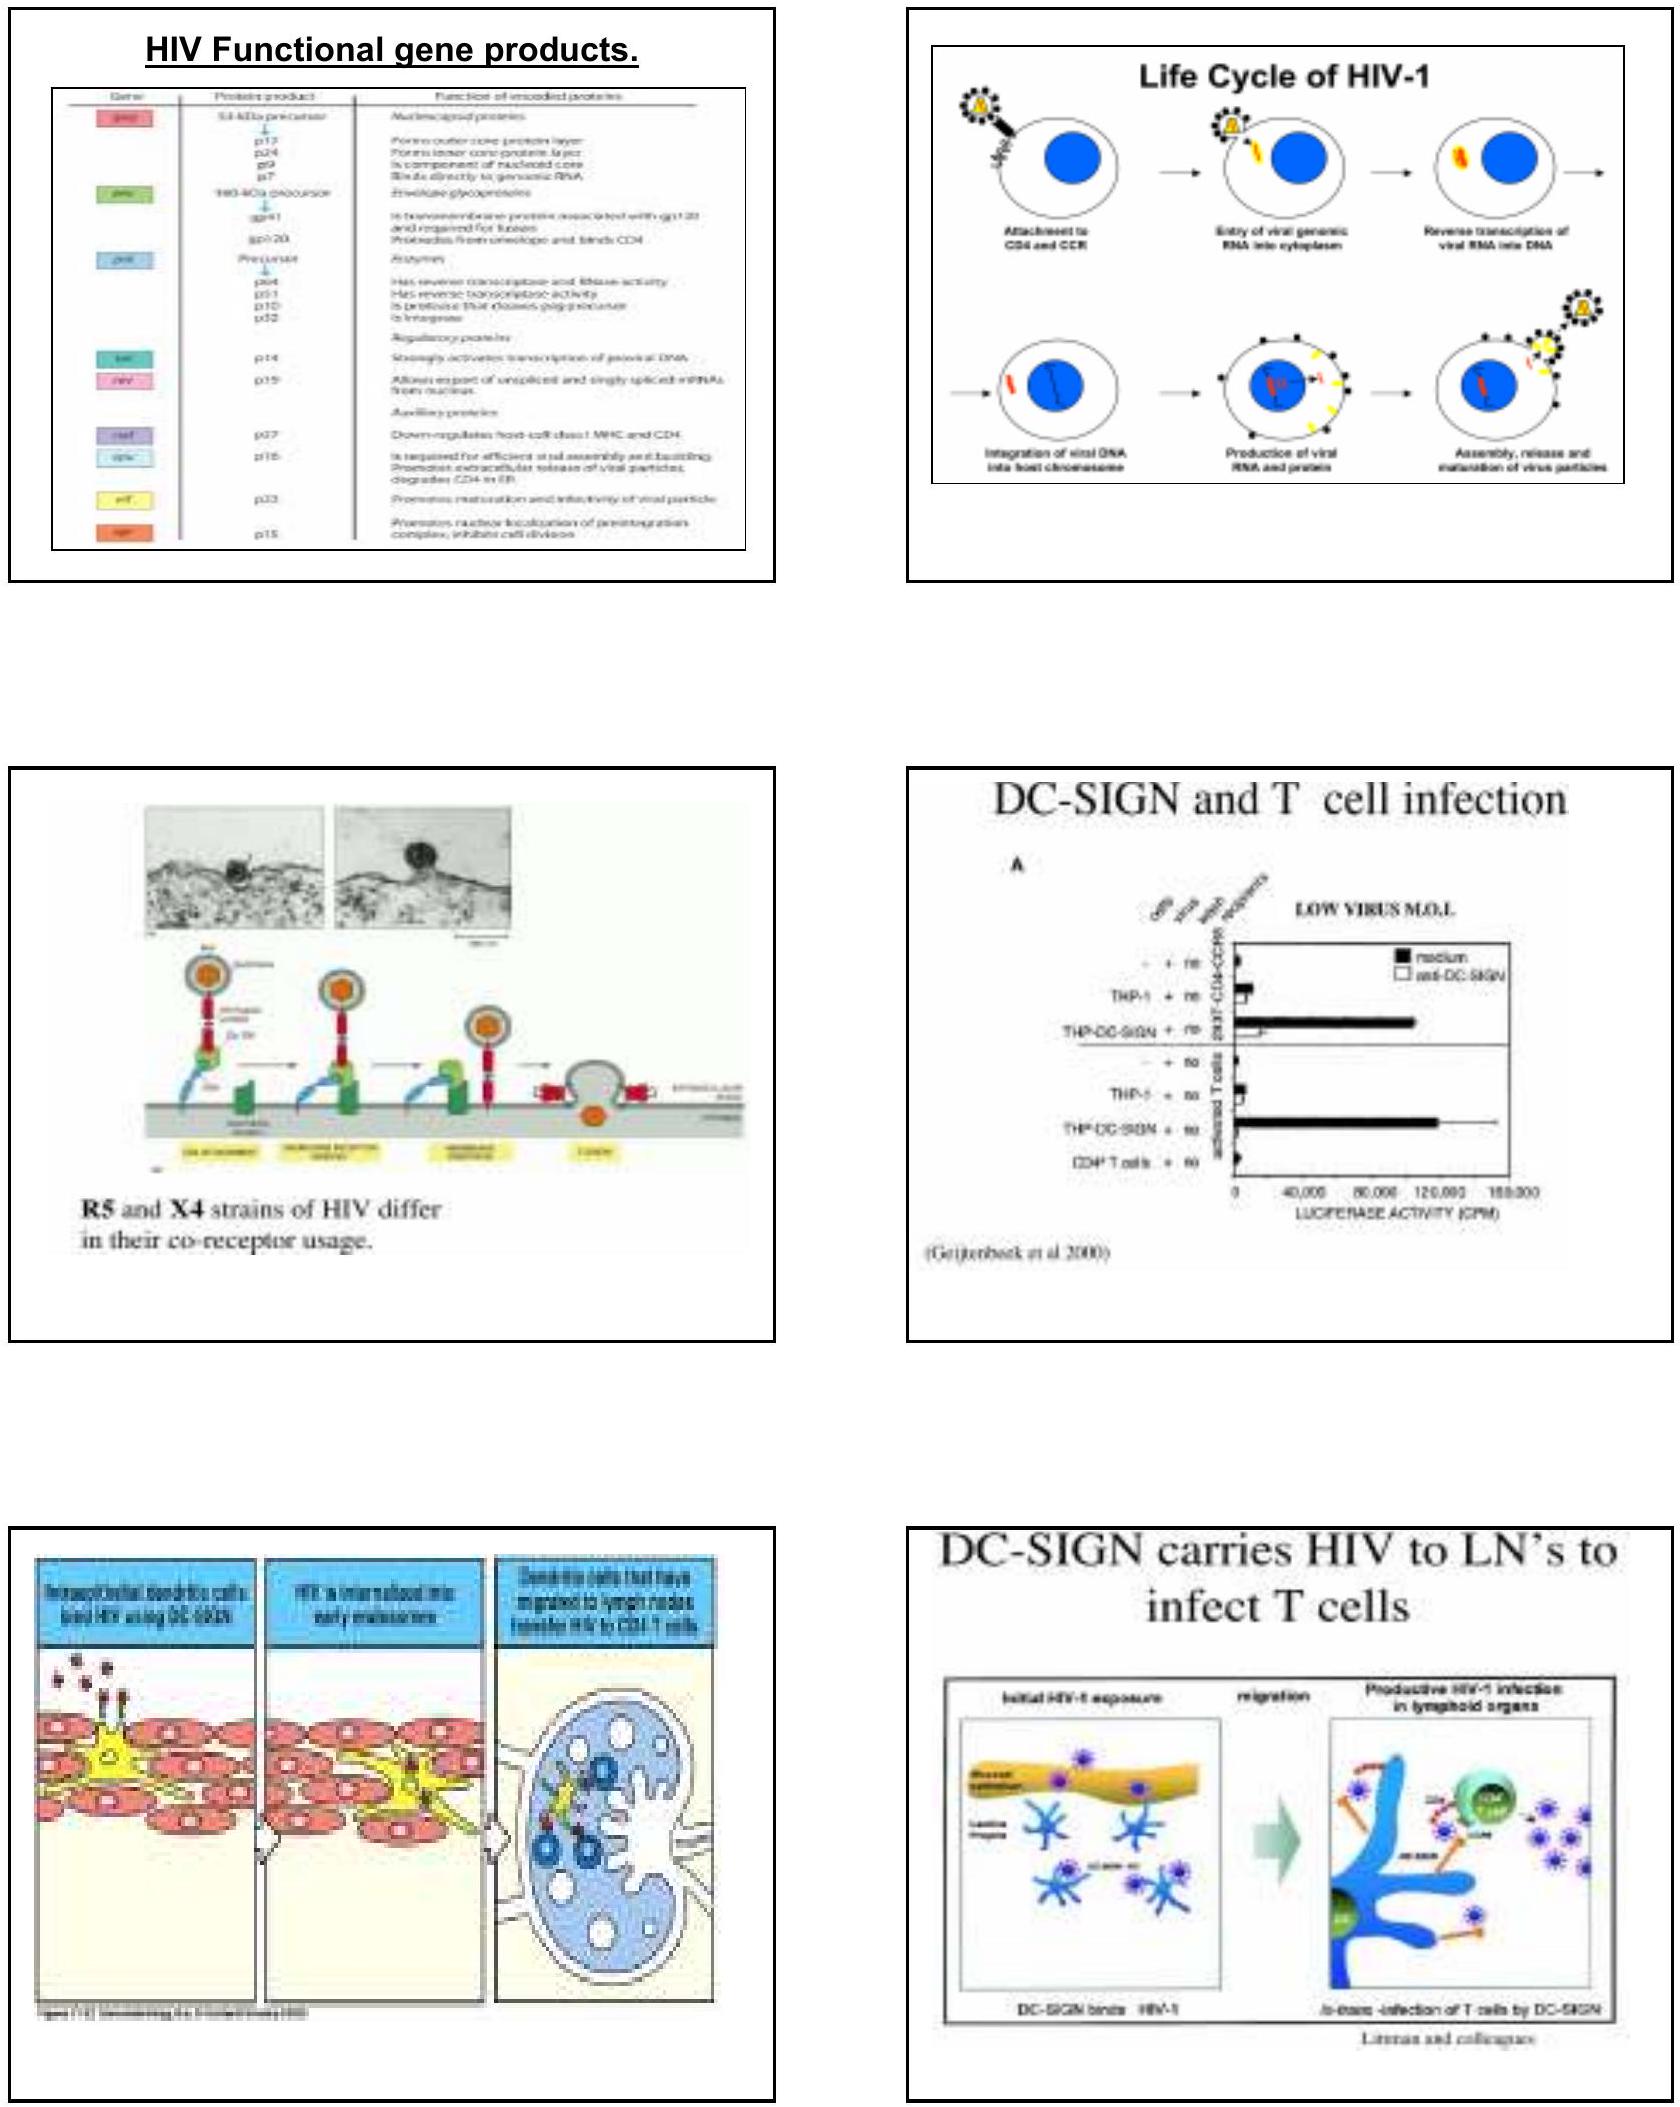 HIV Functional gene products.
Gene Protein product Function of encoded proteins
gag 53-kDa precursor Nucleocapsid proteins
p17 Forms outer core protein layer
p24 Forms inner core protein layer
p9 Is component of nucleoid core
p7 Binds directly to genomic RNA
env 160-kDa precursor Envelope glycoproteins
gp41 Is transmembrane protein associated with gp120
and required for fusion
gp120 Protrudes from envelope and binds CD4
pol Precursor Enzymes
p64 Has reverse transcriptase and RNase activity
p51 Has reverse transcriptase activity
p10 Is protease that cleaves gag precursor
p32 Is integrase
Regulatory proteins
tat p14 Strongly activates transcription of proviral DNA
rev p19 Allows export of unspliced and singly spliced mRNAs
from nucleus
Auxiliary proteins
nef p27 Down-regulates host-cell class I MHC and CD4
vpu p16 Is required for efficient viral assembly and budding.
Promotes extracellular release of viral particles,
degrades CD4 in ER
vif p23 Promotes maturation and infectivity of viral particle
vpr p15 Promotes nuclear localization of preintegration
complex, inhibits cell division
Life Cycle of HIV-1
Attachment to
CD4 and CCR
Entry of viral genomic
RNA into cytoplasm
Reverse transcription of
viral RNA into DNA
Integration of viral DNA
into host chromosome
Production of viral
RNA and protein
Assembly, release and
maturation of virus particles
R5 and X4 strains of HIV differ
in their co-receptor usage.
DC-SIGN and T cell infection
A
cells virus wash recipients
LOW VIRUS M.O.I.
medium
anti-DC-SIGN
293T-CD4-CCR5
- + no
THP-1 + no
THP-DC-SIGN + no
activated T cells
- + no
THP-1 + no
THP-DC-SIGN + no
CD4+ T cells + no
0 40,000 80,000 120,000 160,000
LUCIFERASE ACTIVITY (CPM)
(Geijtenbeek et al 2000)
Intraepithelial dendritic cells
bind HIV using DC-SIGN
HIV is internalized into
early endosomes
Dendritic cells that have
migrated to lymph nodes
transfer HIV to CD4 T cells
DC-SIGN carries HIV to LN's to
infect T cells
Initial HIV-1 exposure
migration
Productive HIV-1 infection
in lymphoid organs
Mucosal
epithelium
Lamina
Propria
DC-SIGN
DC-SIGN binds HIV-1
in-trans -infection of T cells by DC-SIGN
Littman and colleagues